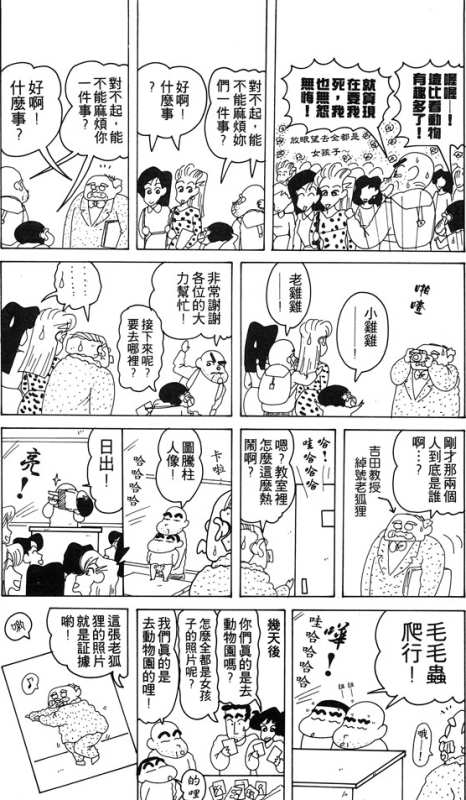 喔喔！
這比看動物
有趣多了！
就算現
在要我
死，我
也無怨
無悔！
放眼望去全都是
女孩子～
對不起，能
不能麻煩妳
們一件事？
好啊！
什麼事
？
對不起，能
不能麻煩你
一件事？
好啊！
什麼事？
啪嚓
小雞雞
……
老雞雞
……
非常謝謝
各位的大
力幫忙！
接下來呢？
要去哪裡？
……
剛才那兩個
人到底是誰
啊…？
吉田教授
綽號老狐狸
哈！
哇哈哈哈
嗯？教室裡
怎麼這麼熱
鬧啊？
卡啦
圖騰柱
人像！
哈哈哈哈
日出！
亮！
毛毛蟲
爬行！
嘩！
哇哈哈哈哈
扭扭
哦！
幾天後
你們真的是去
動物園嗎？
怎麼全都是女孩
子的照片呢？
我們真的是
去動物園的哩！
的哩
這張老狐
狸的照片
就是証據
喲！
喲